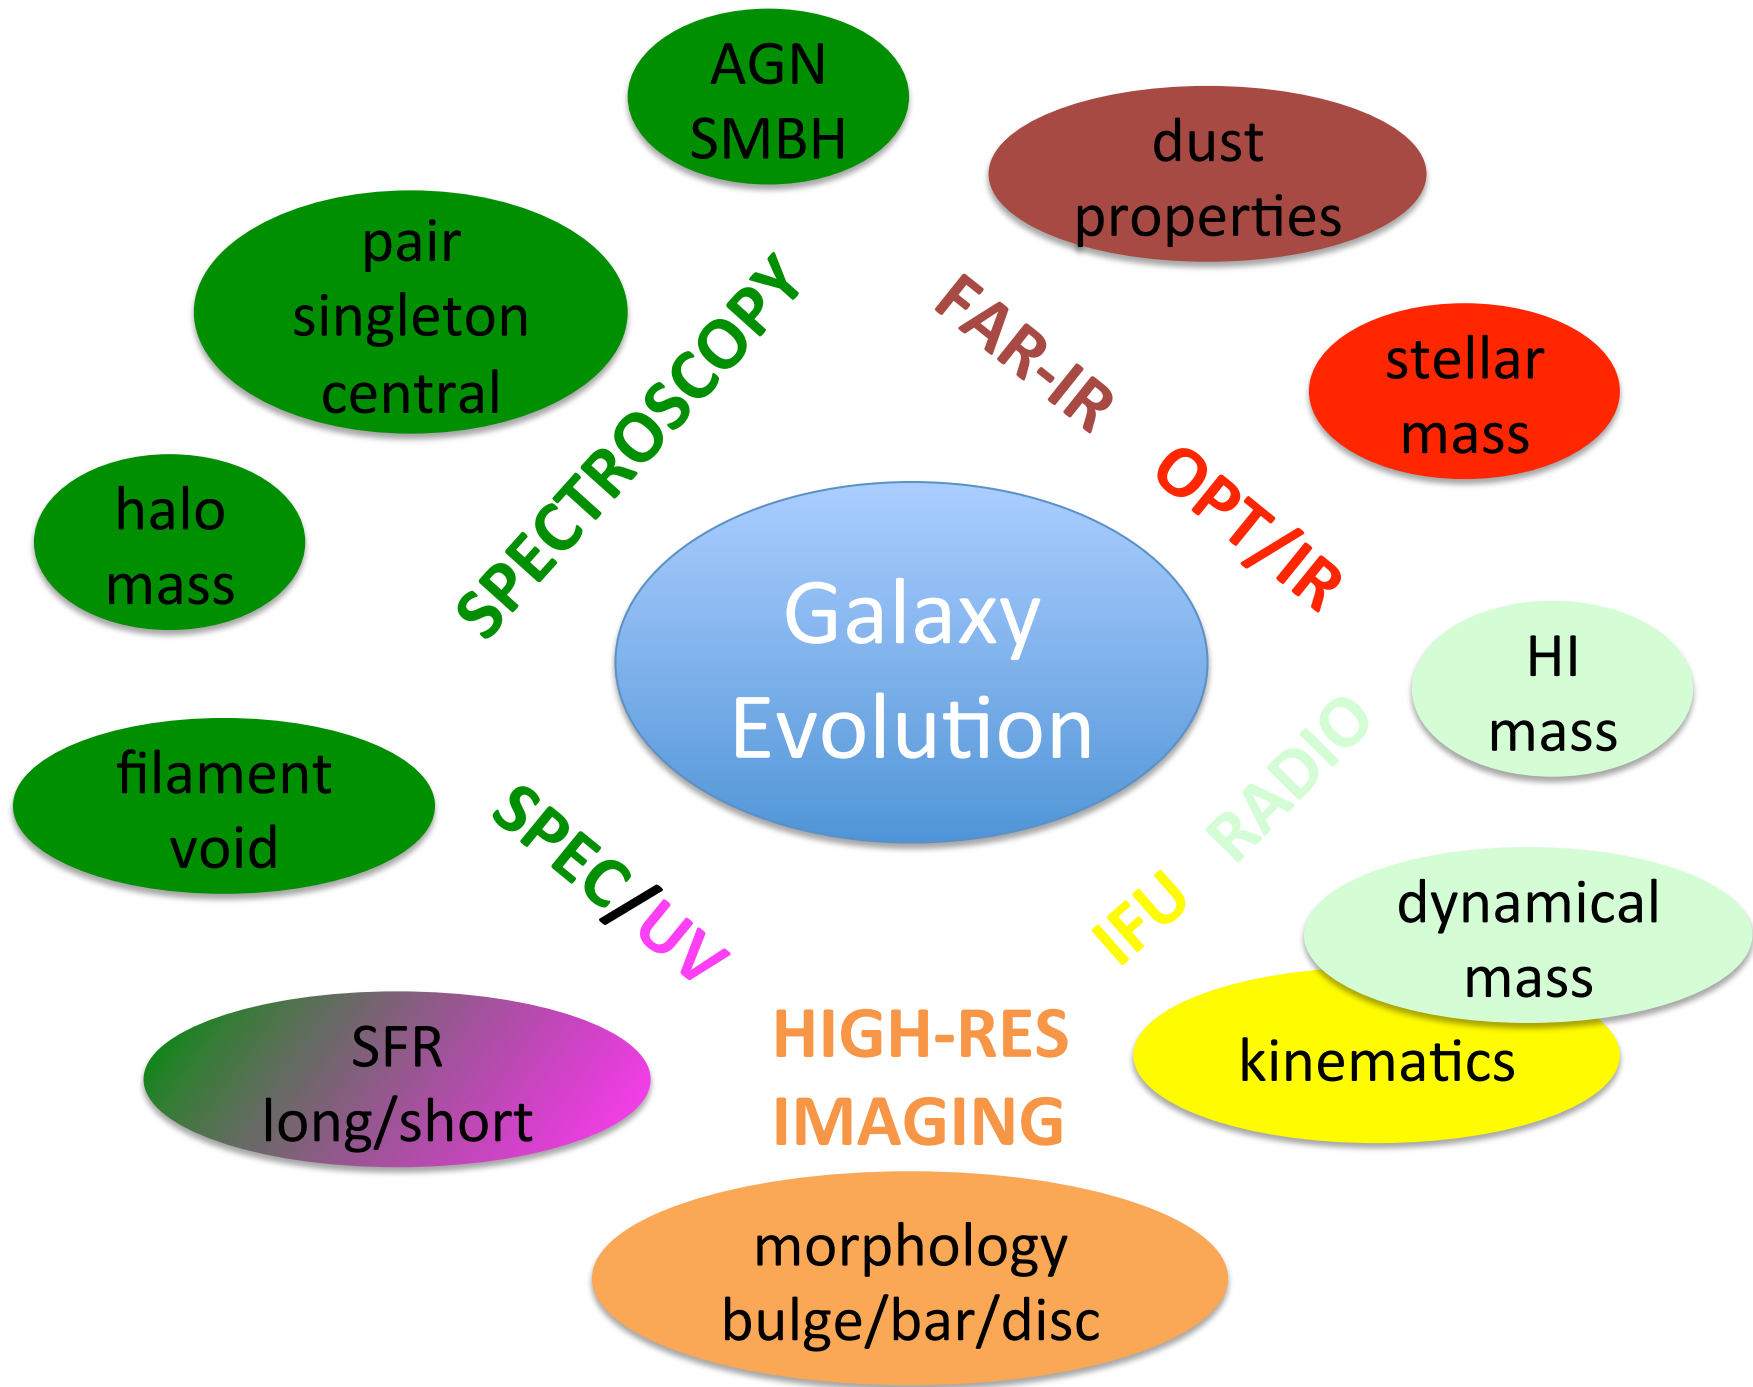 AGN
SMBH
dust
properties
pair
singleton
central
SPECTROSCOPY
FAR-IR
stellar
mass
OPT/IR
halo
mass
Galaxy
Evolution
HI
mass
RADIO
filament
void
SPEC/UV
IFU
dynamical
mass
kinematics
SFR
long/short
HIGH-RES
IMAGING
morphology
bulge/bar/disc